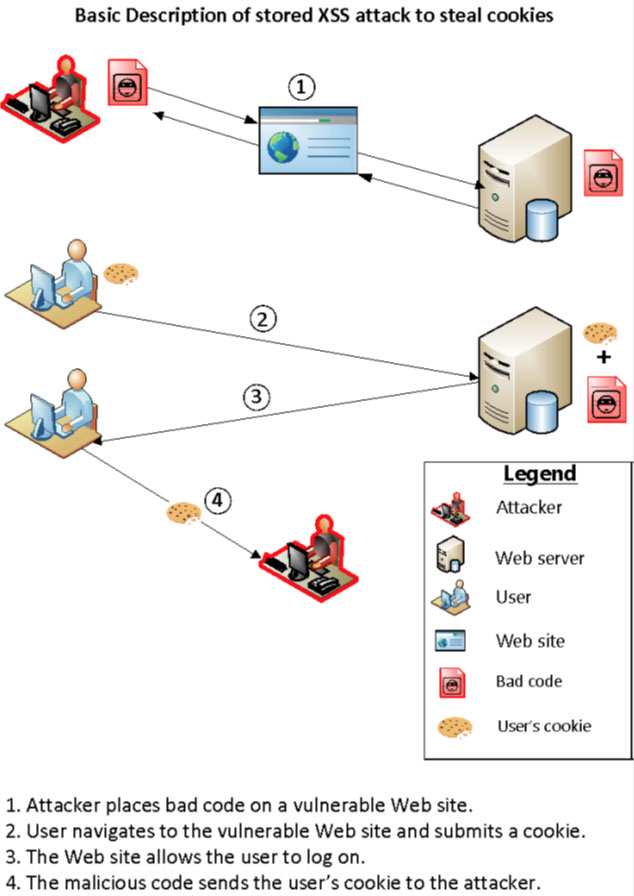 Basic Description of stored XSS attack to steal cookies
1
2
+
3
4
Legend
Attacker
Web server
User
Web site
Bad code
User's cookie
1. Attacker places bad code on a vulnerable Web site.
2. User navigates to the vulnerable Web site and submits a cookie.
3. The Web site allows the user to log on.
4. The malicious code sends the user's cookie to the attacker.